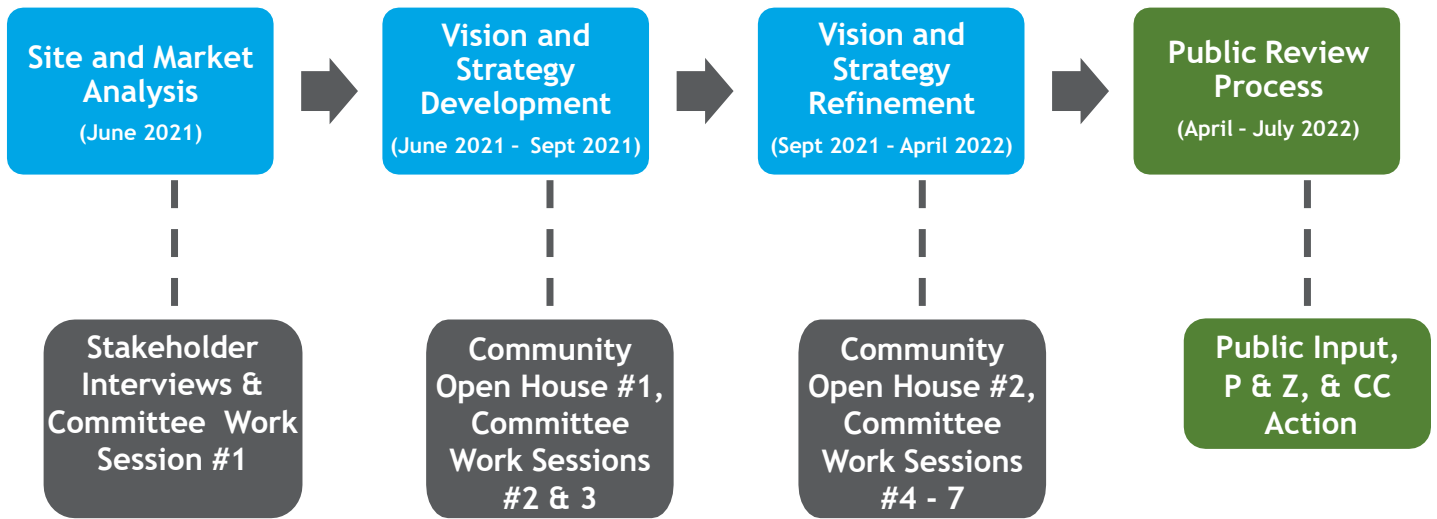 Site and Market
Analysis
(June 2021)
Vision and
Strategy
Development
(June 2021 - Sept 2021)
Vision and
Strategy
Refinement
(Sept 2021 - April 2022)
Public Review
Process
(April - July 2022)
Stakeholder
Interviews &
Committee Work
Session #1
Community
Open House #1,
Committee
Work Sessions
#2 & 3
Community
Open House #2,
Committee
Work Sessions
#4 - 7
Public Input,
P & Z, & CC
Action